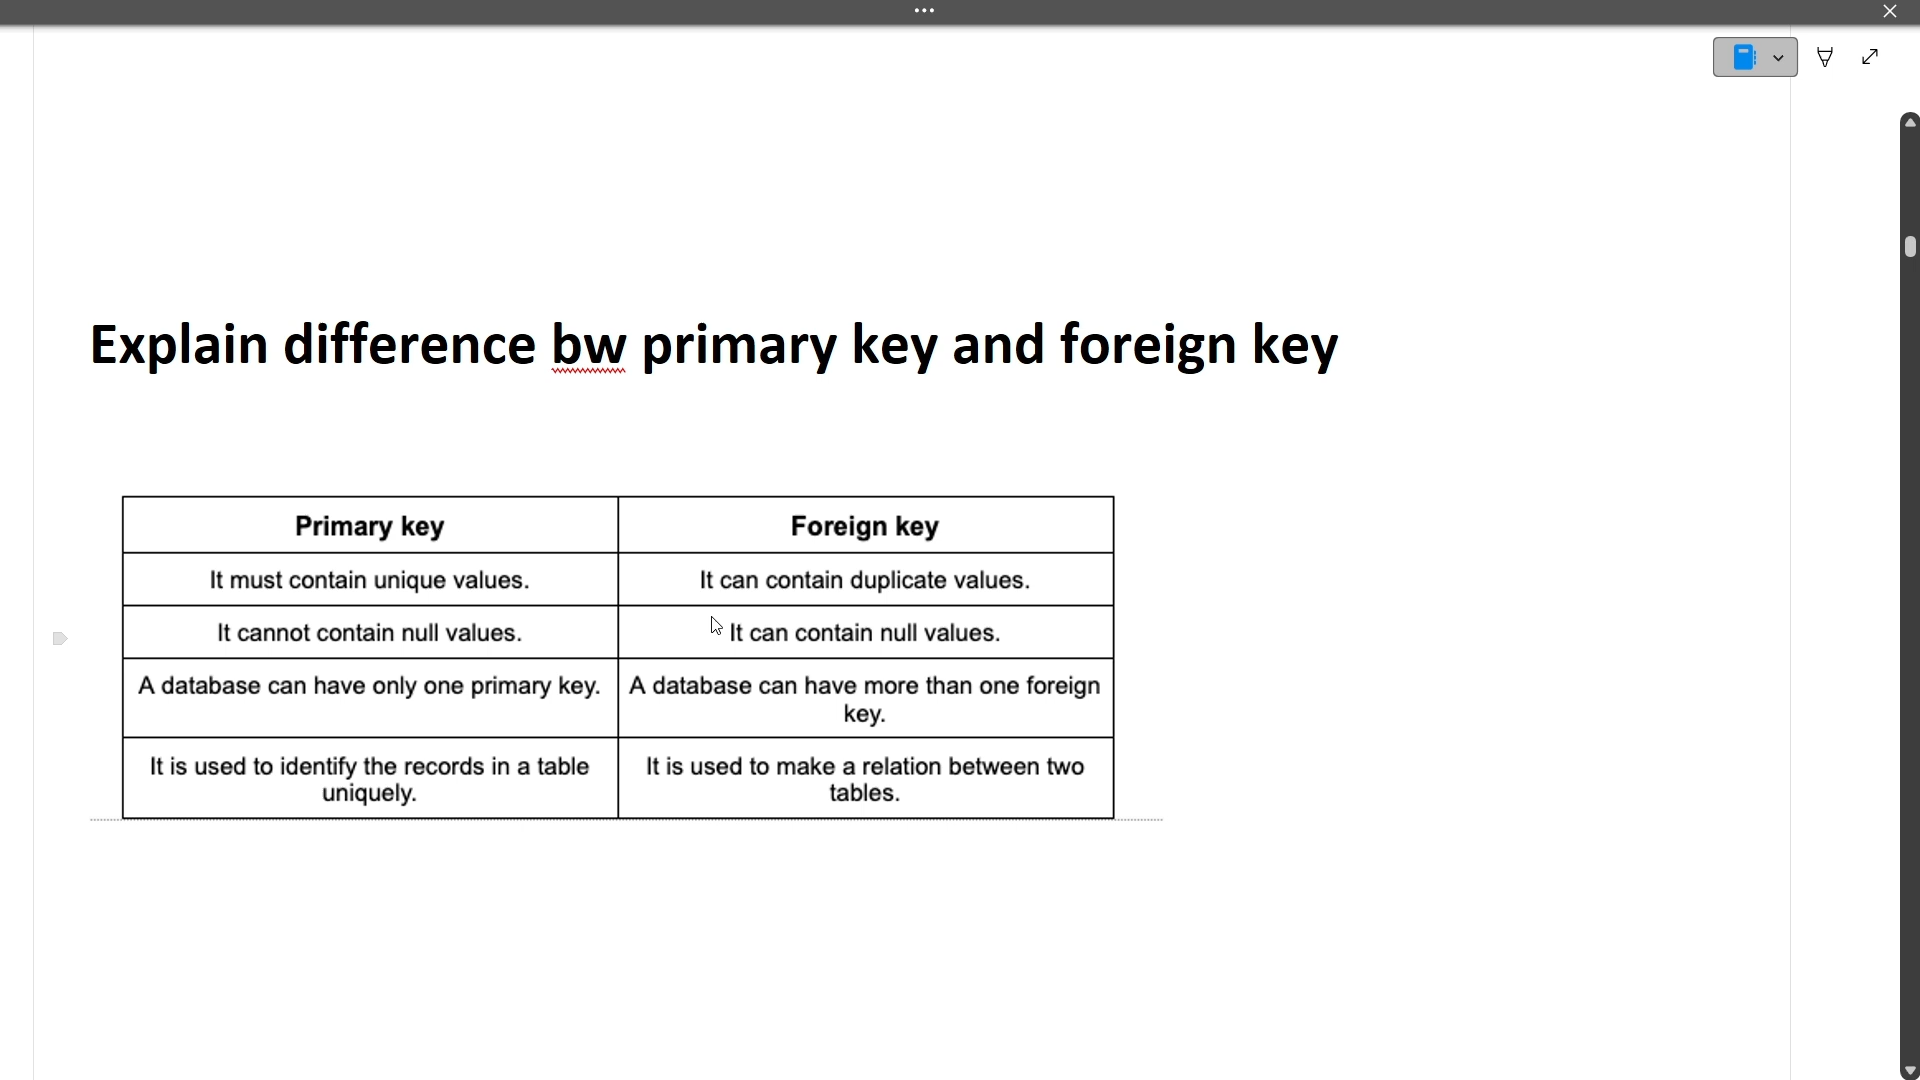 Explain difference bw primary key and foreign key
Primary key
Foreign key
It must contain unique values.
It can contain duplicate values.
It cannot contain null values.
It can contain null values.
A database can have only one primary key.
A database can have more than one foreign
key.
It is used to identify the records in a table
uniquely.
It is used to make a relation between two
tables.